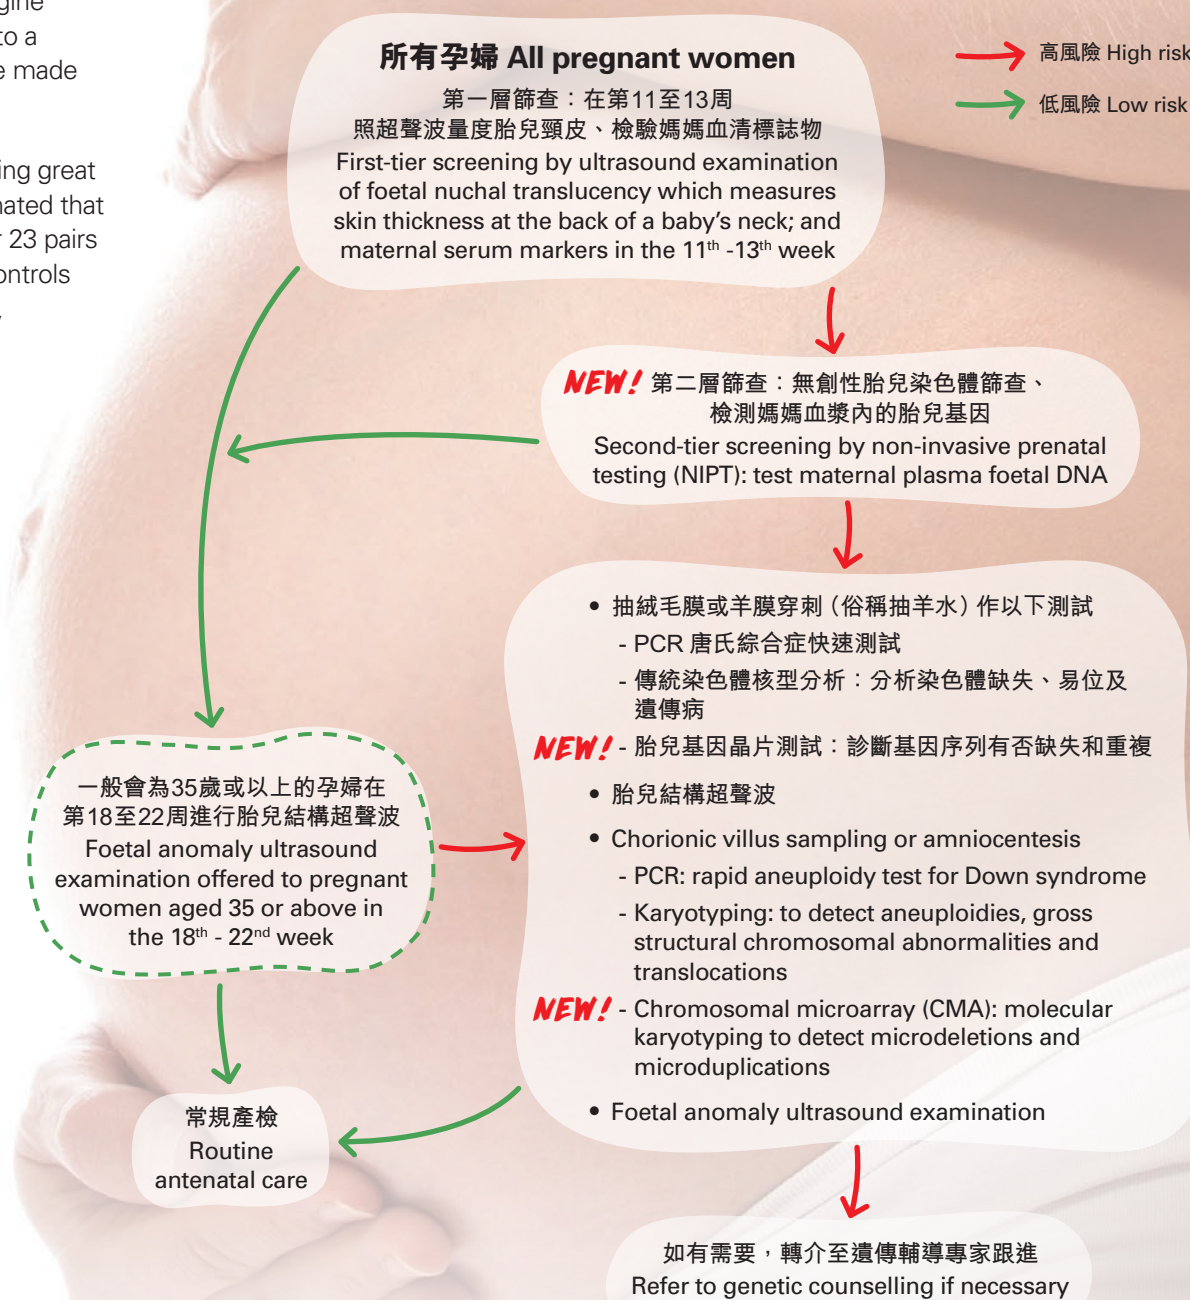 gine
to a
e made
ing great
nated that
r 23 pairs
ontrols
所有孕婦 All pregnant women
第一層篩查：在第11至13周
照超聲波量度胎兒頸皮、檢驗媽媽血清標誌物
First-tier screening by ultrasound examination
of foetal nuchal translucency which measures
skin thickness at the back of a baby's neck; and
maternal serum markers in the 11th -13th week
高風險 High risk
低風險 Low risk
NEW! 第二層篩查：無創性胎兒染色體篩查、
檢測媽媽血漿內的胎兒基因
Second-tier screening by non-invasive prenatal
testing (NIPT): test maternal plasma foetal DNA
• 抽絨毛膜或羊膜穿刺（俗稱抽羊水）作以下測試
- PCR 唐氏綜合症快速測試
- 傳統染色體核型分析：分析染色體缺失、易位及
遺傳病
NEW! - 胎兒基因晶片測試：診斷基因序列有否缺失和重複
• 胎兒結構超聲波
• Chorionic villus sampling or amniocentesis
- PCR: rapid aneuploidy test for Down syndrome
- Karyotyping: to detect aneuploidies, gross
structural chromosomal abnormalities and
translocations
NEW! - Chromosomal microarray (CMA): molecular
karyotyping to detect microdeletions and
microduplications
• Foetal anomaly ultrasound examination
一般會為35歲或以上的孕婦在
第18至22周進行胎兒結構超聲波
Foetal anomaly ultrasound
examination offered to pregnant
women aged 35 or above in
the 18th - 22nd week
常規產檢
Routine
antenatal care
如有需要，轉介至遺傳輔導專家跟進
Refer to genetic counselling if necessary